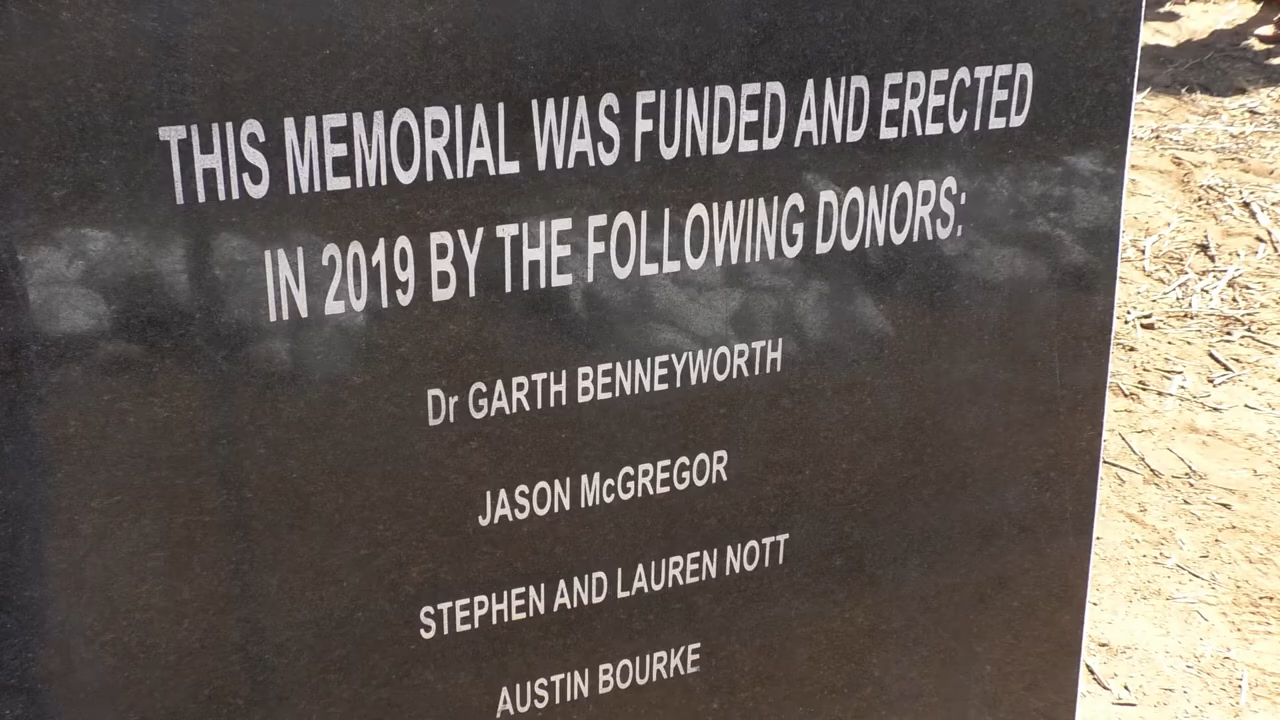 THIS MEMORIAL WAS FUNDED AND ERECTED
IN 2019 BY THE FOLLOWING DONORS:
Dr GARTH BENNEYWORTH
JASON McGREGOR
STEPHEN AND LAUREN NOTT
AUSTIN BOURKE